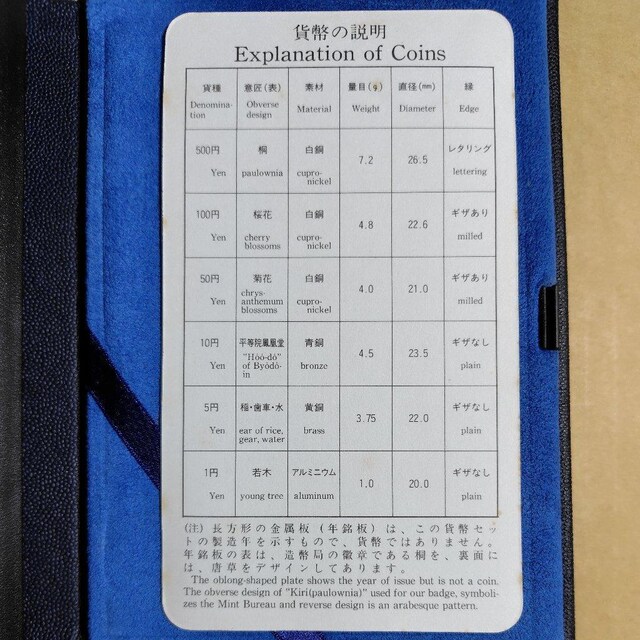 貨幣の説明
Explanation of Coins
貨種 意匠(表) 素材 量目(g) 直径(mm) 縁
Denomina- Obverse Material Weight Diameter Edge
tion design
500円 桐 白銅 7.2 26.5 レタリング
Yen paulownia cupro- lettering
nickel
100円 桜花 白銅 4.8 22.6 ギザあり
Yen cherry cupro- milled
blossoms nickel
50円 菊花 白銅 4.0 21.0 ギザあり
Yen chrys- cupro- milled
anthemum nickel
blossoms
10円 平等院鳳凰堂 青銅 4.5 23.5 ギザなし
Yen "Hōō-dō" bronze plain
of Byōdō-
in
5円 稲・歯車・水 黄銅 3.75 22.0 ギザなし
Yen ear of rice, brass plain
gear, water
1円 若木 アルミニウム 1.0 20.0 ギザなし
Yen young tree aluminum plain
(注) 長方形の金属板(年銘板)は、この貨幣セッ
トの製造年を示すもので、貨幣ではありません。
年銘板の表は、造幣局の徽章である桐を、裏面に
は、唐草をデザインしてあります。
The oblong-shaped plate shows the year of issue but is not a coin.
The obverse design of "Kiri(paulownia)" used for our badge, symboli-
zes the Mint Bureau and reverse design is an arabesque pattern.